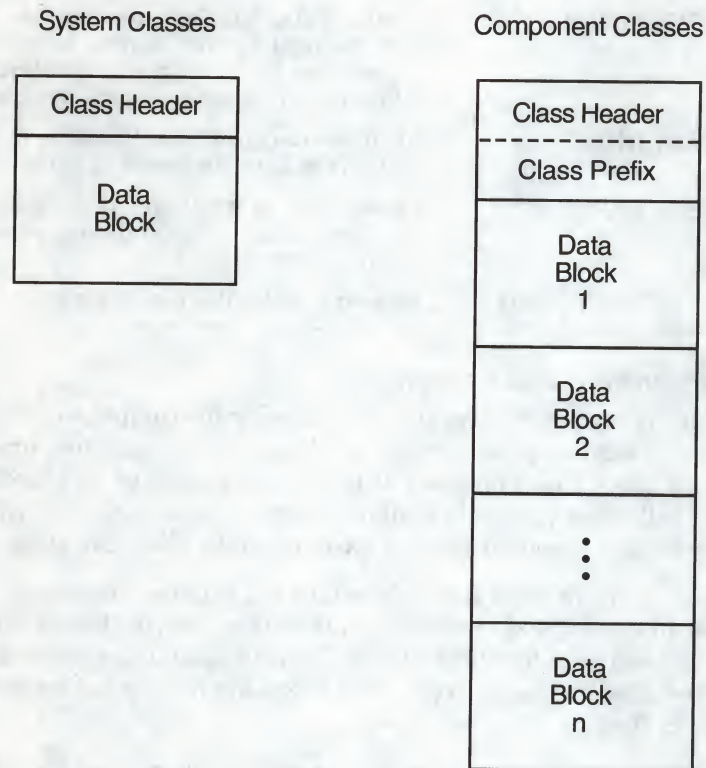 System Classes
Class Header
Data
Block
Component Classes
Class Header
Class Prefix
Data
Block
1
Data
Block
2
Data
Block
n